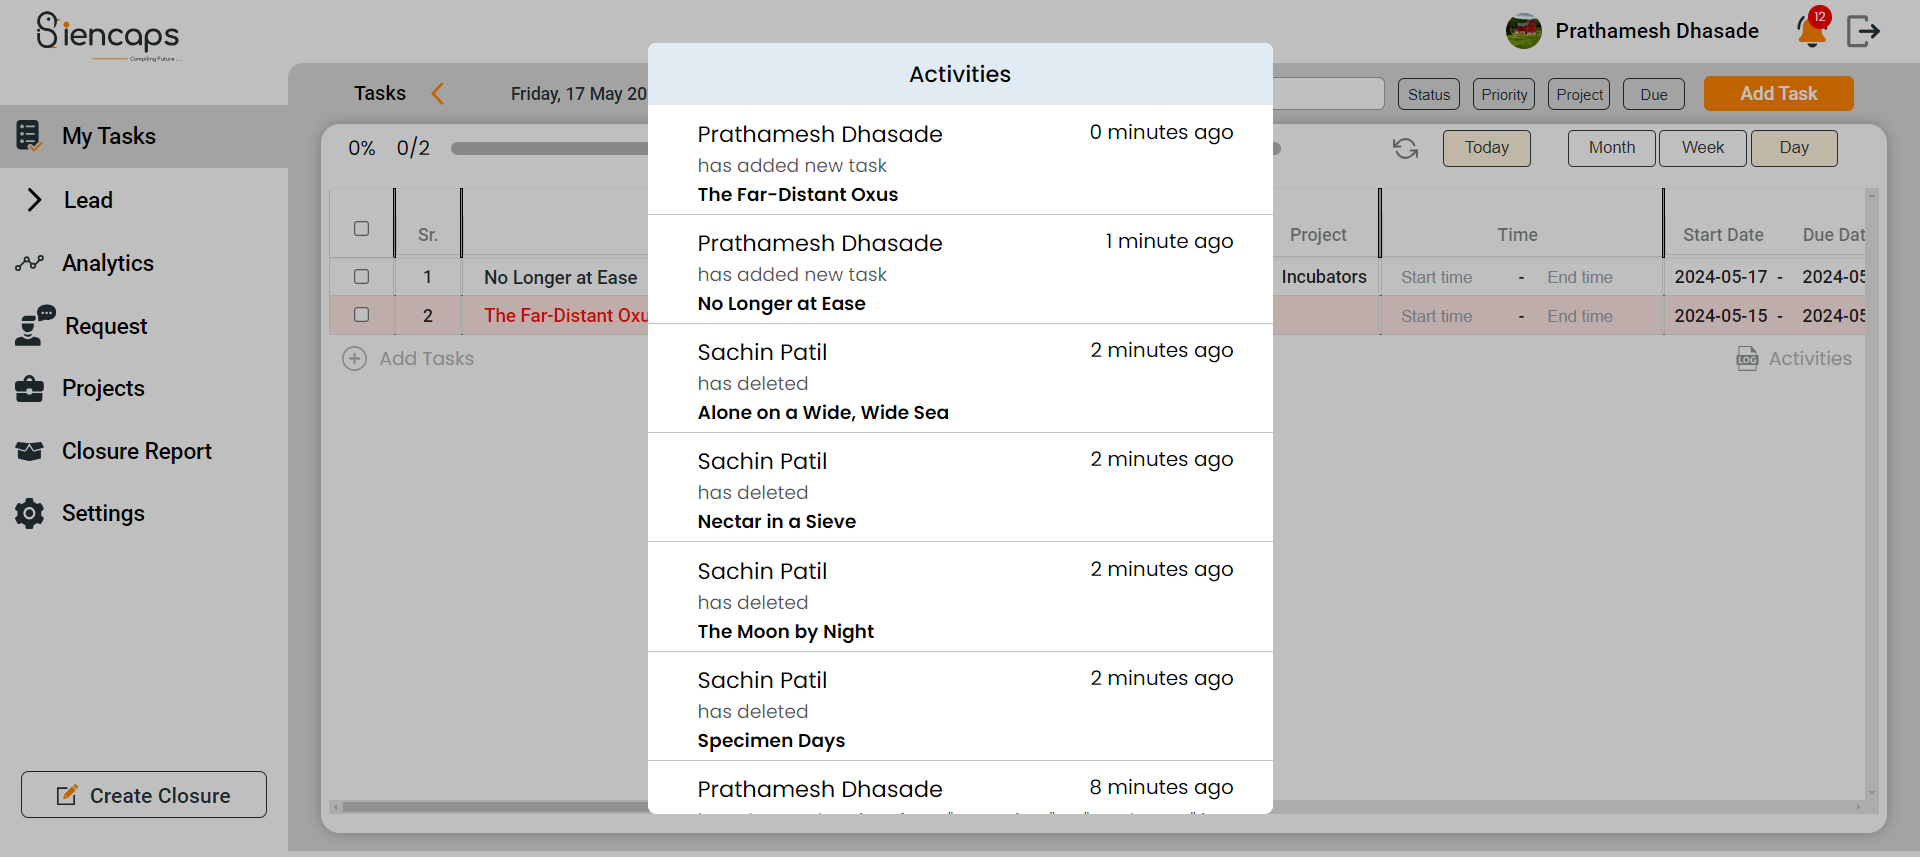 Siencaps
Compiling Future ...
Prathamesh Dhasade
12
Tasks
Friday, 17 May 20
Status
Priority
Project
Due
Add Task
My Tasks
Lead
Analytics
Request
Projects
Closure Report
Settings
Create Closure
0% 0/2
Today
Month
Week
Day
Sr.
Project
Time
Start Date
Due Dat
1
No Longer at Ease
Incubators
Start time - End time
2024-05-17 - 2024-05
2
The Far-Distant Oxu
Start time - End time
2024-05-15 - 2024-05
Add Tasks
LOG Activities
Activities
Prathamesh Dhasade 0 minutes ago
has added new task
The Far-Distant Oxus
Prathamesh Dhasade 1 minute ago
has added new task
No Longer at Ease
Sachin Patil 2 minutes ago
has deleted
Alone on a Wide, Wide Sea
Sachin Patil 2 minutes ago
has deleted
Nectar in a Sieve
Sachin Patil 2 minutes ago
has deleted
The Moon by Night
Sachin Patil 2 minutes ago
has deleted
Specimen Days
Prathamesh Dhasade 8 minutes ago